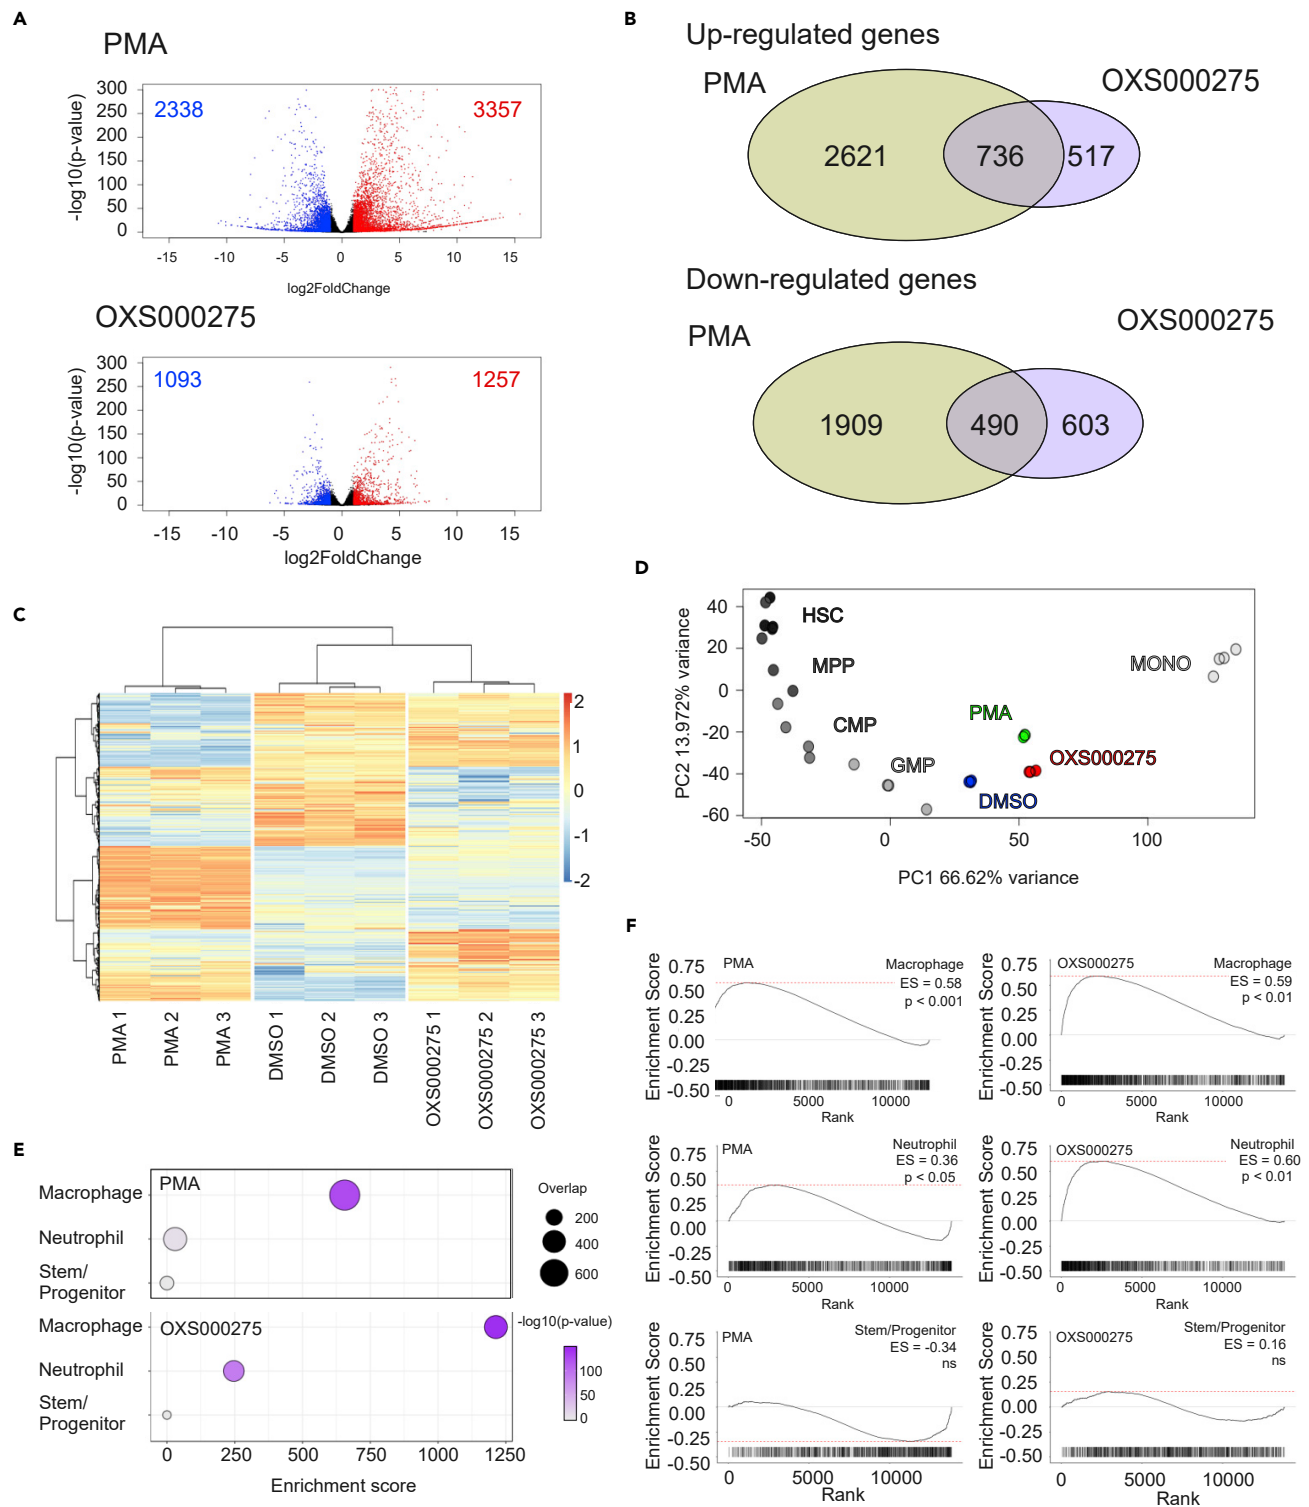 A
PMA
300
250
200
150
100
50
0
-log10(p-value)
2338
3357
-15
-10
-5
0
5
10
15
log2FoldChange
OXS000275
300
250
200
150
100
50
0
-log10(p-value)
1093
1257
-15
-10
-5
0
5
10
15
log2FoldChange
B
Up-regulated genes
PMA
OXS000275
2621
736
517
Down-regulated genes
PMA
OXS000275
1909
490
603
C
2
1
0
-1
-2
PMA 1
PMA 2
PMA 3
DMSO 1
DMSO 2
DMSO 3
OXS000275 1
OXS000275 2
OXS000275 3
D
PC2 13.972% variance
40
20
0
-20
-40
-60
HSC
MPP
CMP
GMP
DMSO
PMA
OXS000275
MONO
-50
0
50
100
PC1 66.62% variance
E
PMA
Macrophage
Neutrophil
Stem/
Progenitor
OXS000275
Macrophage
Neutrophil
Stem/
Progenitor
0
250
500
750
1000
1250
Enrichment score
Overlap
200
400
600
-log10(p-value)
100
50
0
F
Enrichment Score
0.75
0.50
0.25
0.00
-0.25
-0.50
PMA
Macrophage
ES = 0.58
p < 0.001
0
5000
10000
Rank
Enrichment Score
0.75
0.50
0.25
0.00
-0.25
-0.50
OXS000275
Macrophage
ES = 0.59
p < 0.01
0
5000
10000
Rank
Enrichment Score
0.75
0.50
0.25
0.00
-0.25
-0.50
PMA
Neutrophil
ES = 0.36
p < 0.05
0
5000
10000
Rank
Enrichment Score
0.75
0.50
0.25
0.00
-0.25
-0.50
OXS000275
Neutrophil
ES = 0.60
p < 0.01
0
5000
10000
Rank
Enrichment Score
0.75
0.50
0.25
0.00
-0.25
-0.50
PMA
Stem/Progenitor
ES = -0.34
ns
0
5000
10000
Rank
Enrichment Score
0.75
0.50
0.25
0.00
-0.25
-0.50
OXS000275
Stem/Progenitor
ES = 0.16
ns
0
5000
10000
Rank